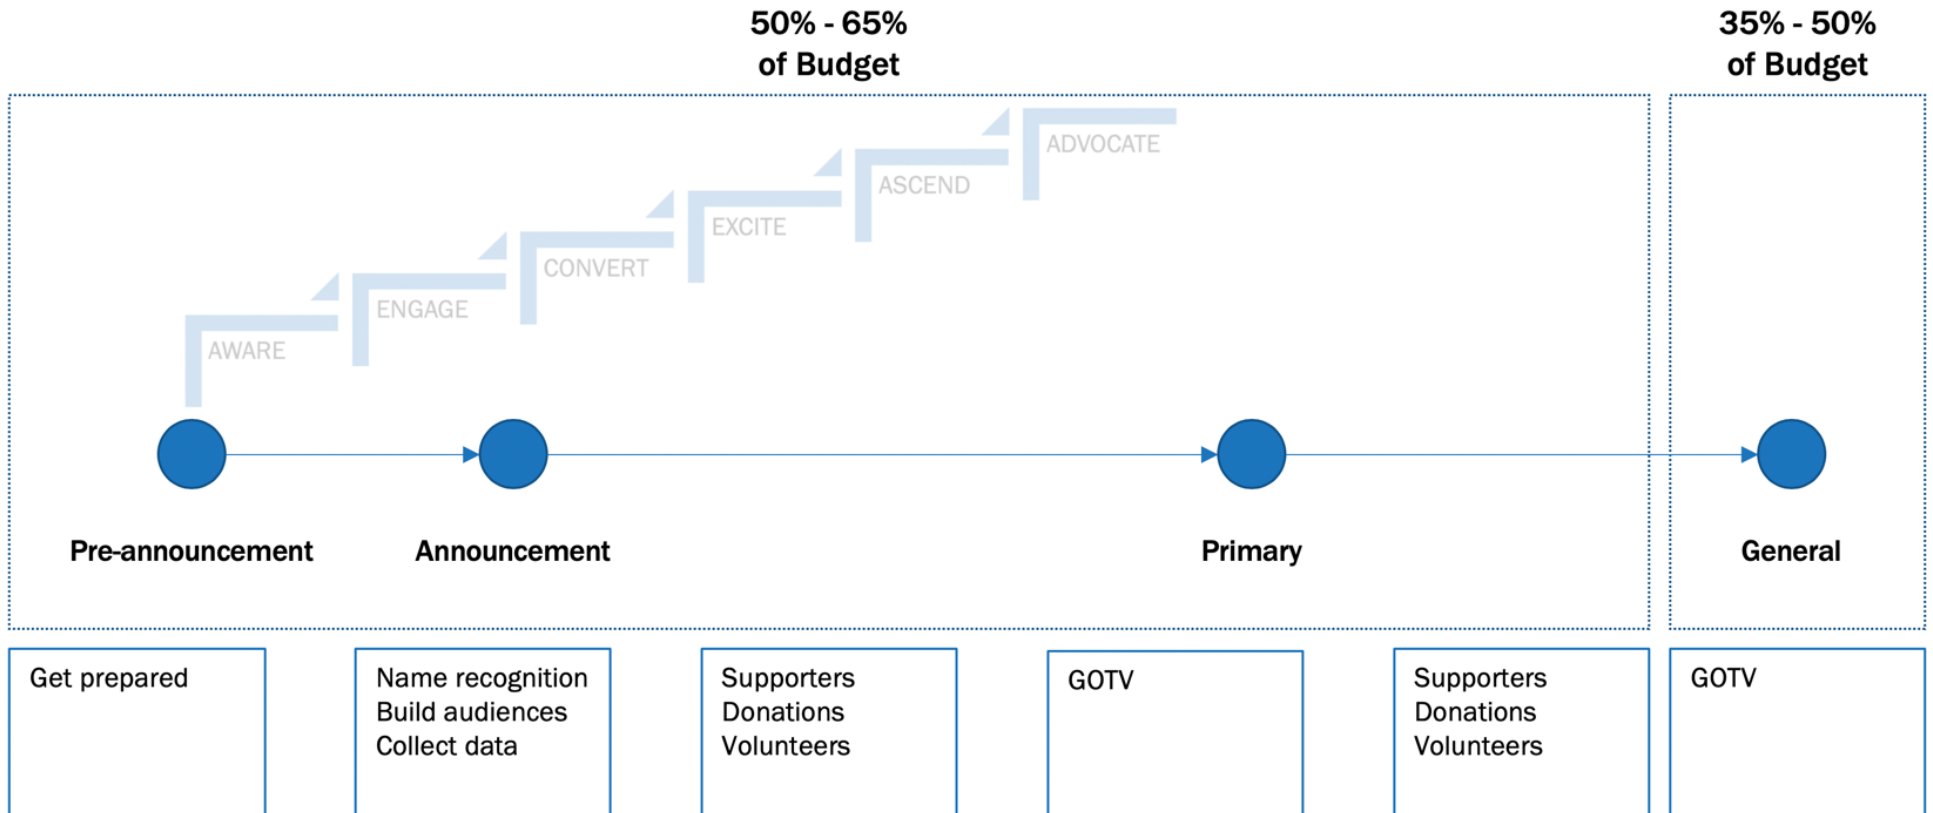 50% - 65%
of Budget
35% - 50%
of Budget
ADVOCATE
ASCEND
EXCITE
CONVERT
ENGAGE
AWARE
Pre-announcement
Announcement
Primary
General
Get prepared
Name recognition
Build audiences
Collect data
Supporters
Donations
Volunteers
GOTV
Supporters
Donations
Volunteers
GOTV